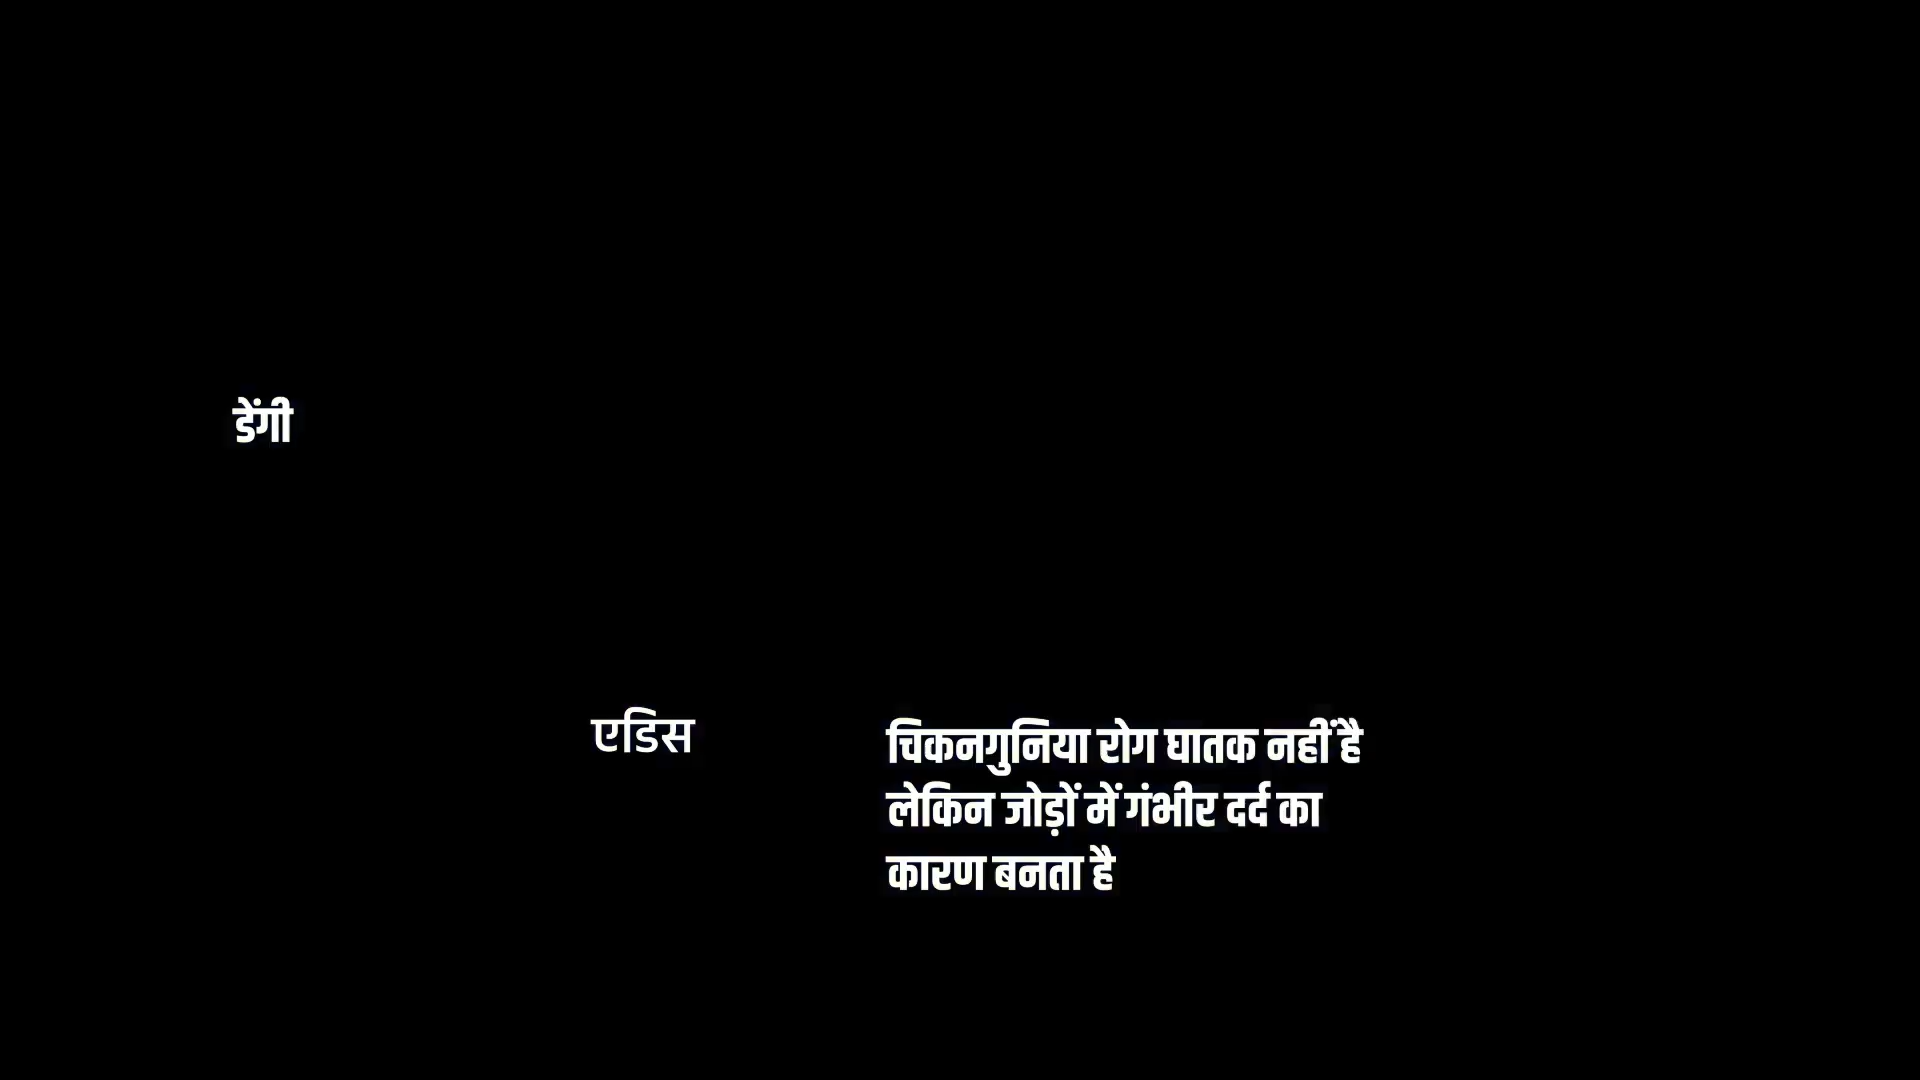 डेंगी
एडिस
चिकनगुनिया रोग घातक नहीं है
लेकिन जोड़ों में गंभीर दर्द का
कारण बनता है